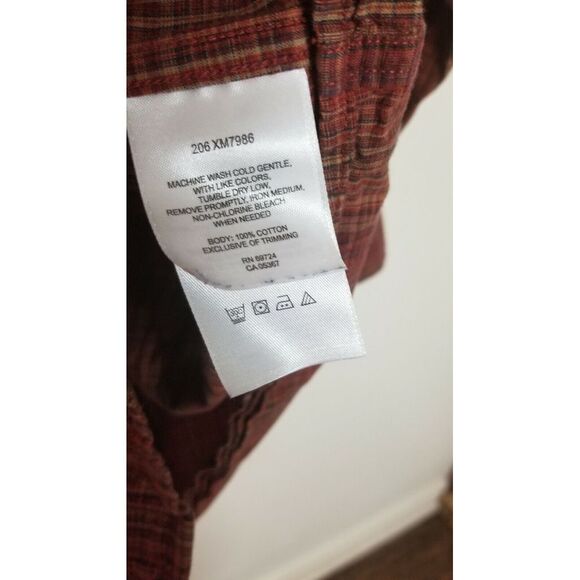 206 XM7986
MACHINE WASH COLD GENTLE,
WITH LIKE COLORS,
TUMBLE DRY LOW,
REMOVE PROMPTLY, IRON MEDIUM,
NON-CHLORINE BLEACH
WHEN NEEDED
BODY: 100% COTTON
EXCLUSIVE OF TRIMMING
RN 69724
CA 05367